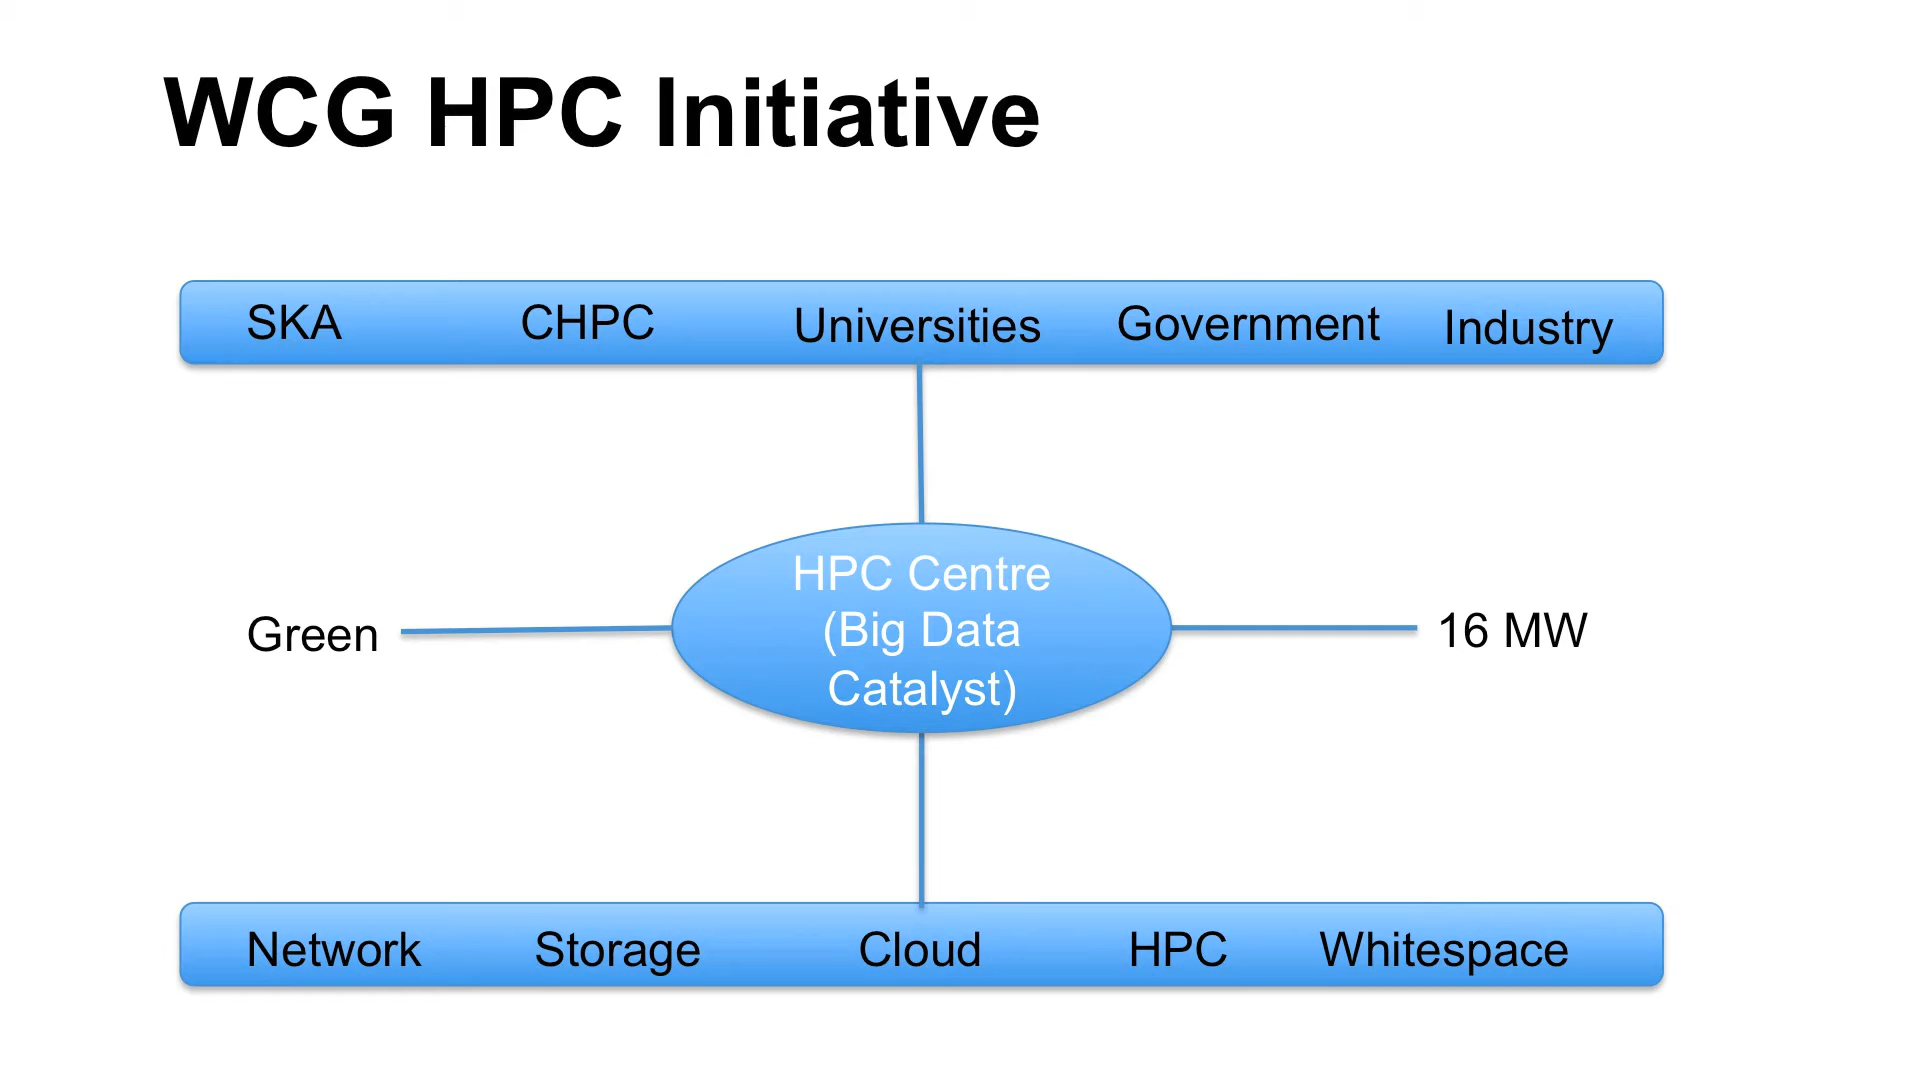 WCG HPC Initiative
SKA CHPC Universities Government Industry
HPC Centre
(Big Data
Catalyst)
Green
16 MW
Network Storage Cloud HPC Whitespace